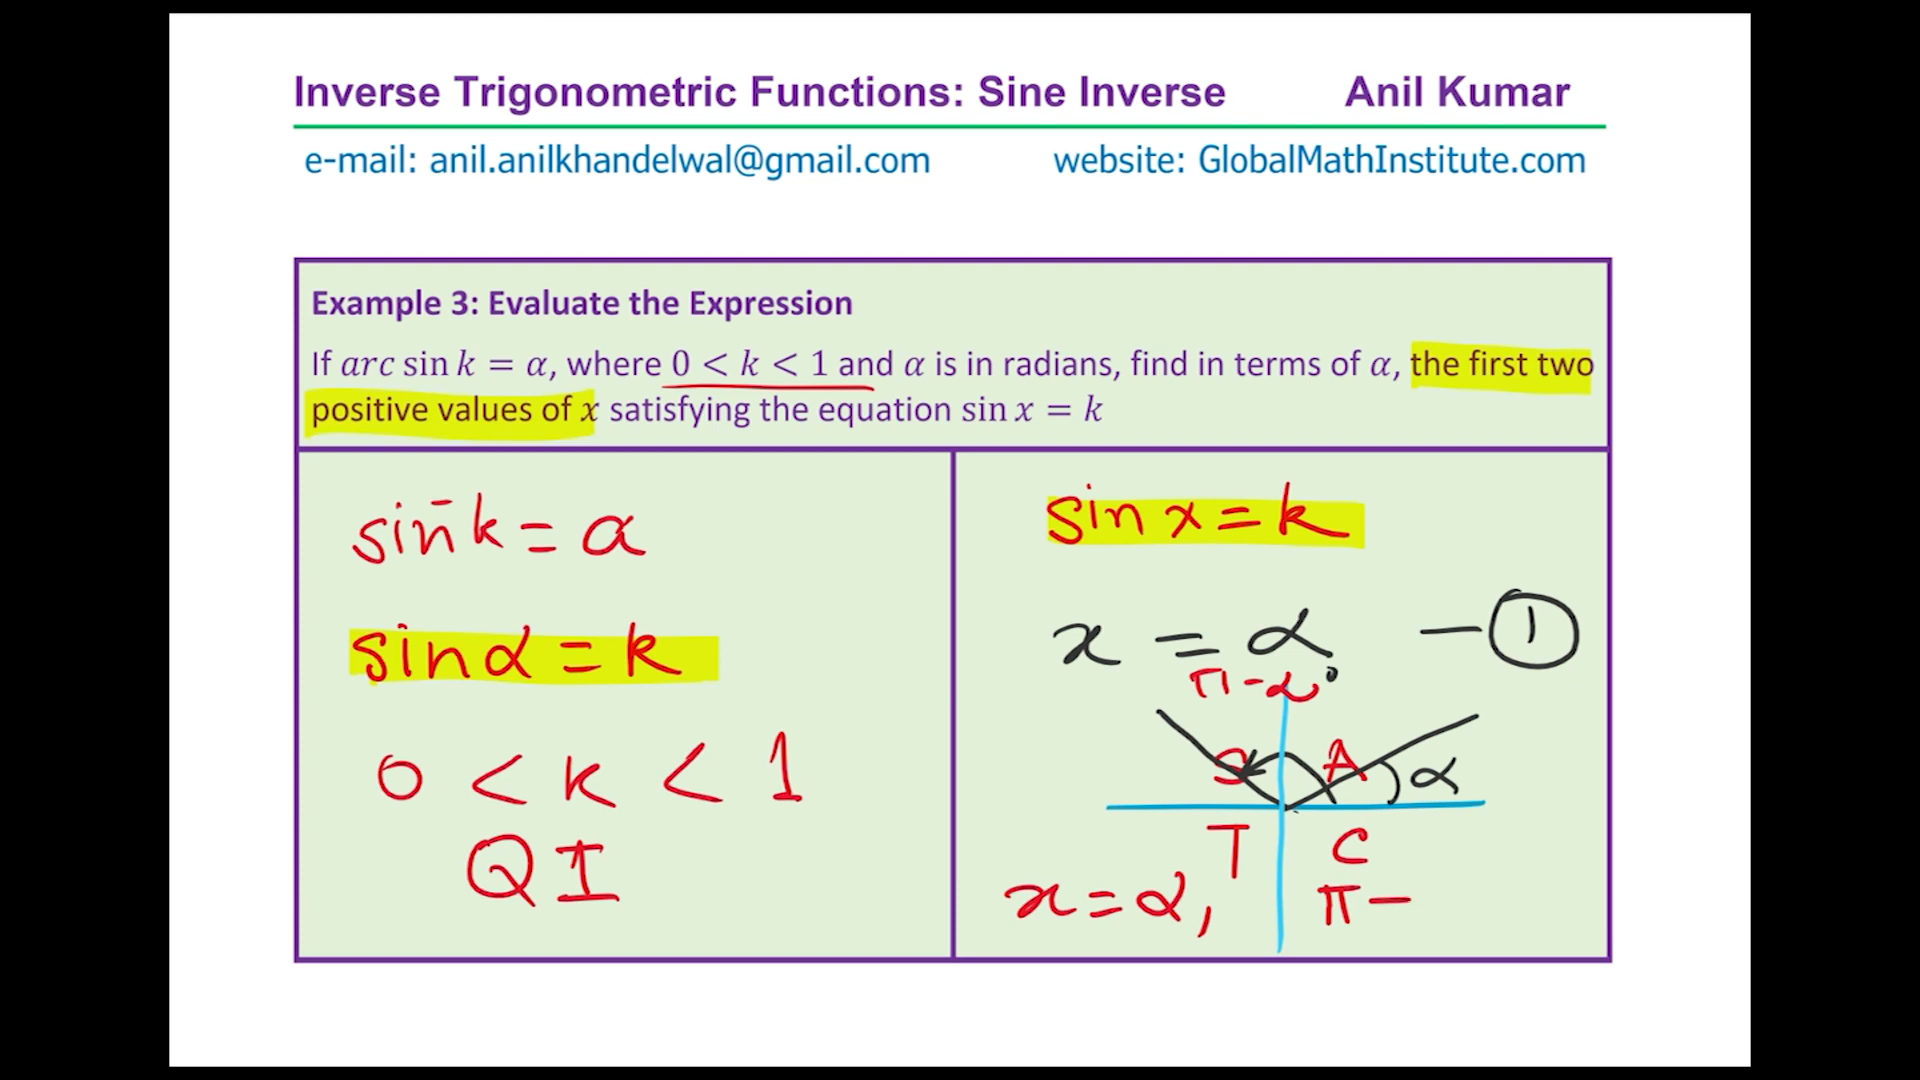 Inverse Trigonometric Functions: Sine Inverse Anil Kumar
e-mail: anil.anilkhandelwal@gmail.com website: GlobalMathInstitute.com
Example 3: Evaluate the Expression
If arc sin k = α, where 0 < k < 1 and α is in radians, find in terms of α, the first two
positive values of x satisfying the equation sin x = k
sin⁻k = α
sin α = k
0 < k < 1
Q I
sin x = k
x = α — 1
π - α
S A α
T C
x = α, π -